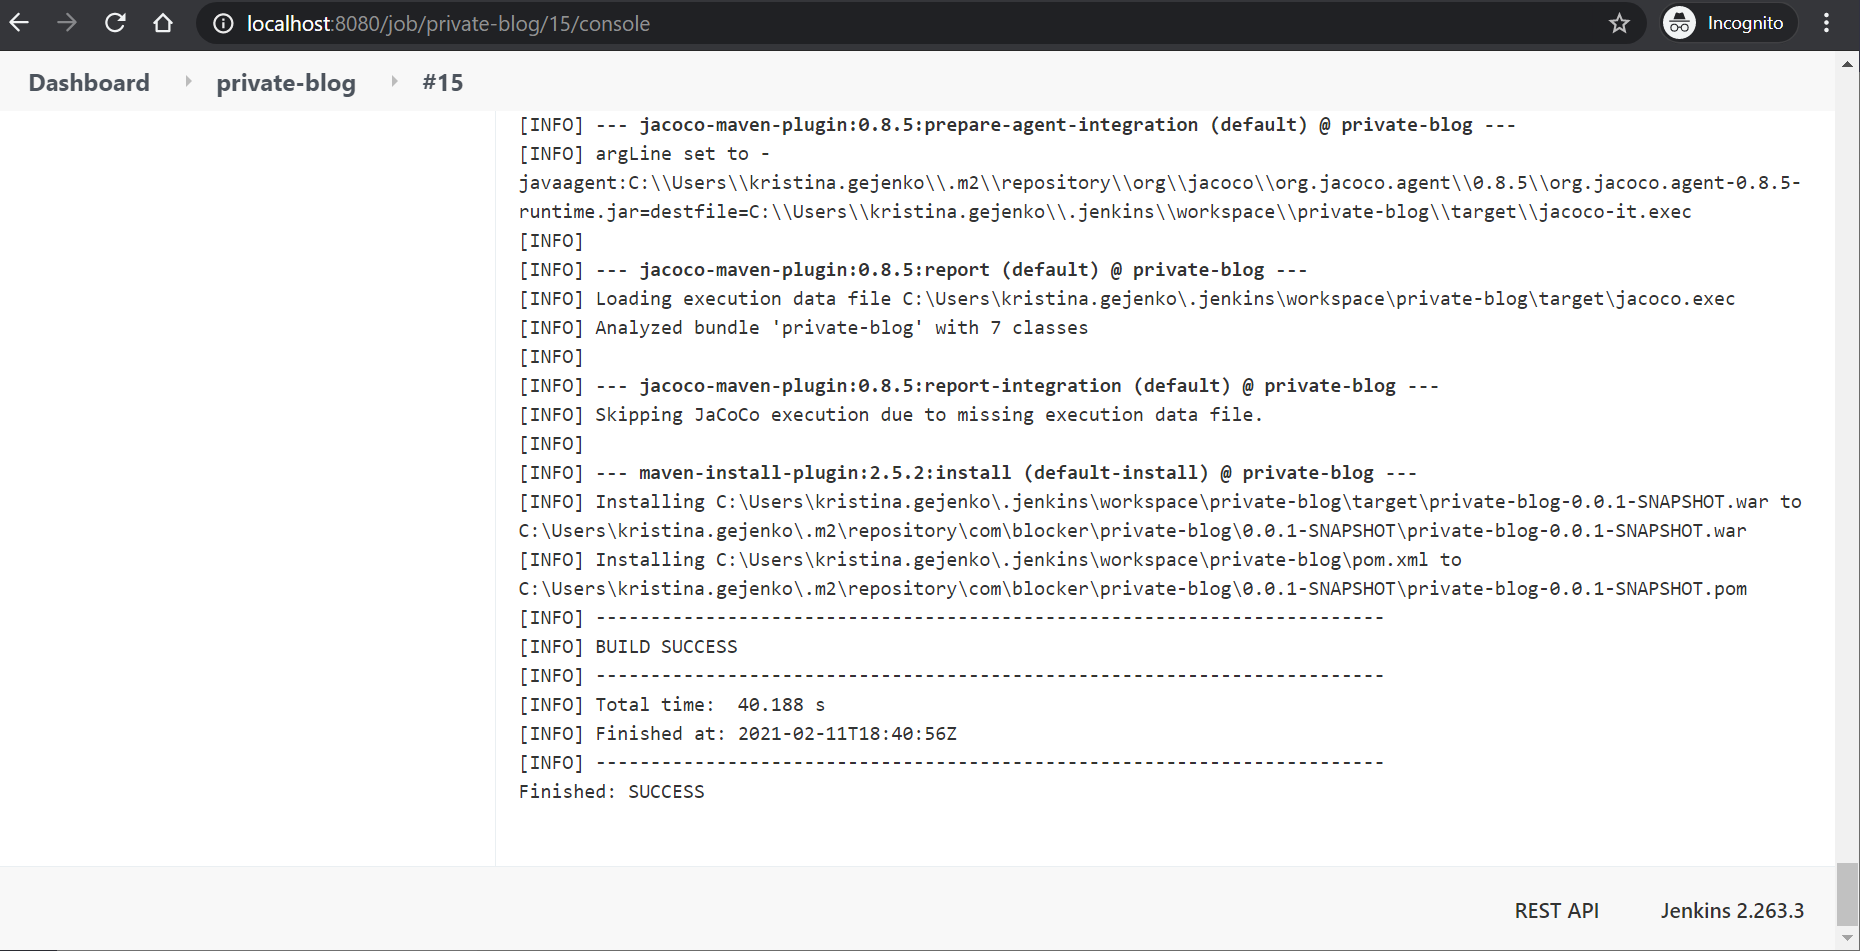 localhost:8080/job/private-blog/15/console
Incognito
Dashboard private-blog #15
[INFO] --- jacoco-maven-plugin:0.8.5:prepare-agent-integration (default) @ private-blog ---
[INFO] argLine set to -
javaagent:C:\\Users\\kristina.gejenko\\.m2\\repository\\org\\jacoco\\org.jacoco.agent\\0.8.5\\org.jacoco.agent-0.8.5-
runtime.jar=destfile=C:\\Users\\kristina.gejenko\\.jenkins\\workspace\\private-blog\\target\\jacoco-it.exec
[INFO]
[INFO] --- jacoco-maven-plugin:0.8.5:report (default) @ private-blog ---
[INFO] Loading execution data file C:\Users\kristina.gejenko\.jenkins\workspace\private-blog\target\jacoco.exec
[INFO] Analyzed bundle 'private-blog' with 7 classes
[INFO]
[INFO] --- jacoco-maven-plugin:0.8.5:report-integration (default) @ private-blog ---
[INFO] Skipping JaCoCo execution due to missing execution data file.
[INFO]
[INFO] --- maven-install-plugin:2.5.2:install (default-install) @ private-blog ---
[INFO] Installing C:\Users\kristina.gejenko\.jenkins\workspace\private-blog\target\private-blog-0.0.1-SNAPSHOT.war to
C:\Users\kristina.gejenko\.m2\repository\com\blocker\private-blog\0.0.1-SNAPSHOT\private-blog-0.0.1-SNAPSHOT.war
[INFO] Installing C:\Users\kristina.gejenko\.jenkins\workspace\private-blog\pom.xml to
C:\Users\kristina.gejenko\.m2\repository\com\blocker\private-blog\0.0.1-SNAPSHOT\private-blog-0.0.1-SNAPSHOT.pom
[INFO] ------------------------------------------------------------------------
[INFO] BUILD SUCCESS
[INFO] ------------------------------------------------------------------------
[INFO] Total time:  40.188 s
[INFO] Finished at: 2021-02-11T18:40:56Z
[INFO] ------------------------------------------------------------------------
Finished: SUCCESS
REST API Jenkins 2.263.3